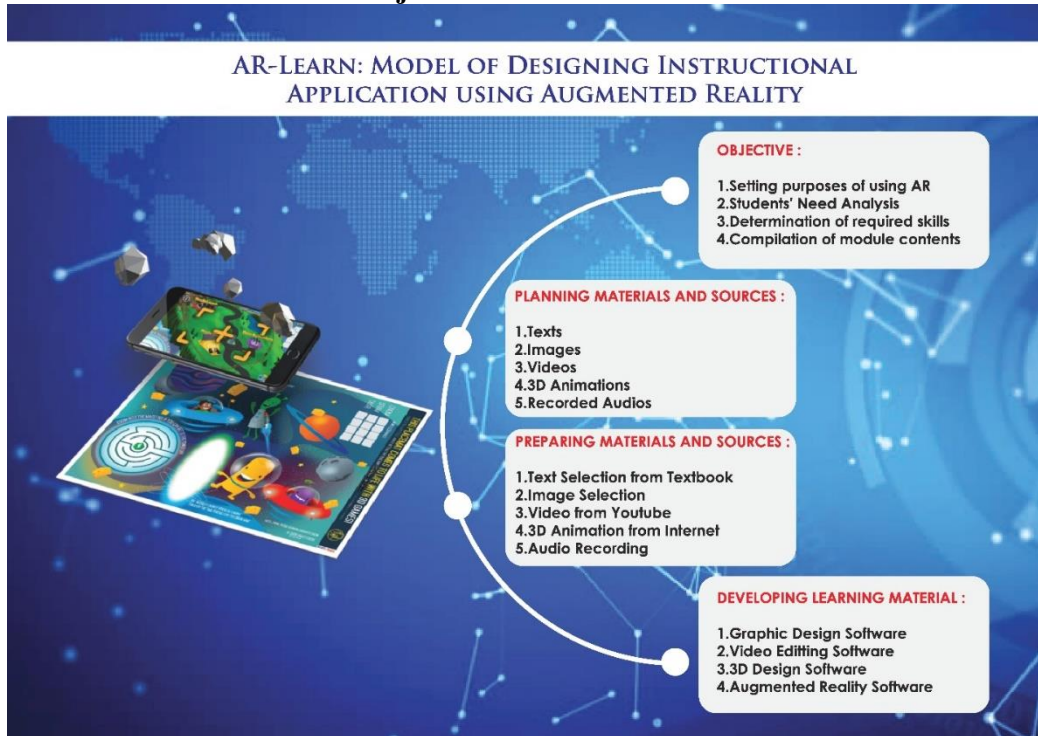 AR-LEARN: MODEL OF DESIGNING INSTRUCTIONAL
APPLICATION USING AUGMENTED REALITY
OBJECTIVE :
1.Setting purposes of using AR
2.Students' Need Analysis
3.Determination of required skills
4.Compilation of module contents
PLANNING MATERIALS AND SOURCES :
1.Texts
2.Images
3.Videos
4.3D Animations
5.Recorded Audios
PREPARING MATERIALS AND SOURCES :
1.Text Selection from Textbook
2.Image Selection
3.Video from Youtube
4.3D Animation from Internet
5.Audio Recording
DEVELOPING LEARNING MATERIAL :
1.Graphic Design Software
2.Video Editting Software
3.3D Design Software
4.Augmented Reality Software